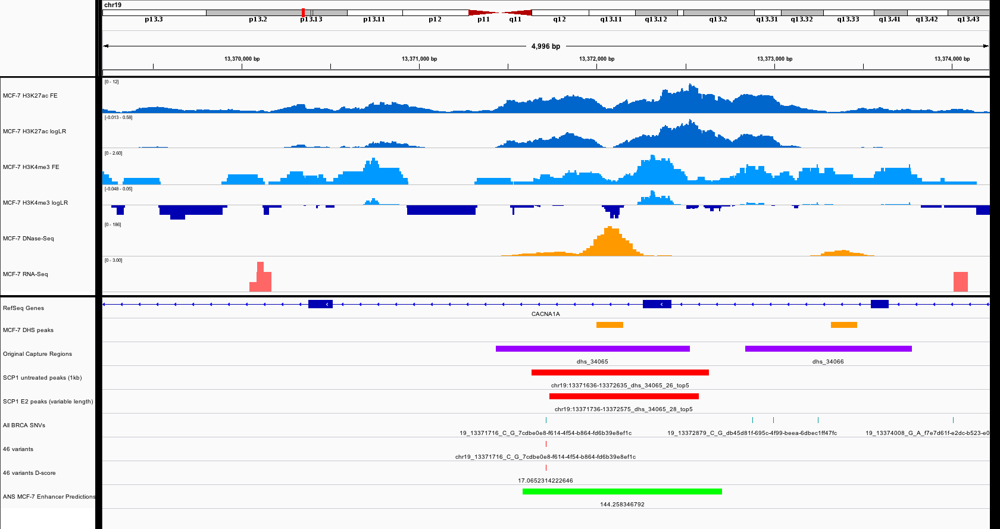 chr19
p13.3 p13.2 p13.13 p13.11 p12 p11 q11 q12 q13.11 q13.12 q13.2 q13.31 q13.32 q13.33 q13.41 q13.42 q13.43
4,996 bp
13,370,000 bp 13,371,000 bp 13,372,000 bp 13,373,000 bp 13,374,000 bp
[0 - 12]
MCF-7 H3K27ac FE
[-0.013 - 0.58]
MCF-7 H3K27ac logLR
[0 - 2.60]
MCF-7 H3K4me3 FE
[-0.048 - 0.05]
MCF-7 H3K4me3 logLR
[0 - 186]
MCF-7 DNase-Seq
[0 - 3.00]
MCF-7 RNA-Seq
RefSeq Genes
CACNA1A
MCF-7 DHS peaks
Original Capture Regions
dhs_34065 dhs_34066
SCP1 untreated peaks (1kb)
chr19:13371636-13372635_dhs_34065_26_top5
SCP1 E2 peaks (variable length)
chr19:13371736-13372575_dhs_34065_28_top5
All BRCA SNVs
19_13371716_C_G_7cdbe0e8-f614-4f54-b864-fd6b39e8ef1c 19_13372879_C_G_db45d81f-695c-4f99-beea-6dbec1ff47fc 19_13374008_G_A_f7e7d61f-e2dc-b523-e0
46 variants
chr19_13371716_C_G_7cdbe0e8-f614-4f54-b864-fd6b39e8ef1c
46 variants D-score
17.0652314222646
ANS MCF-7 Enhancer Predictions
144.258346792